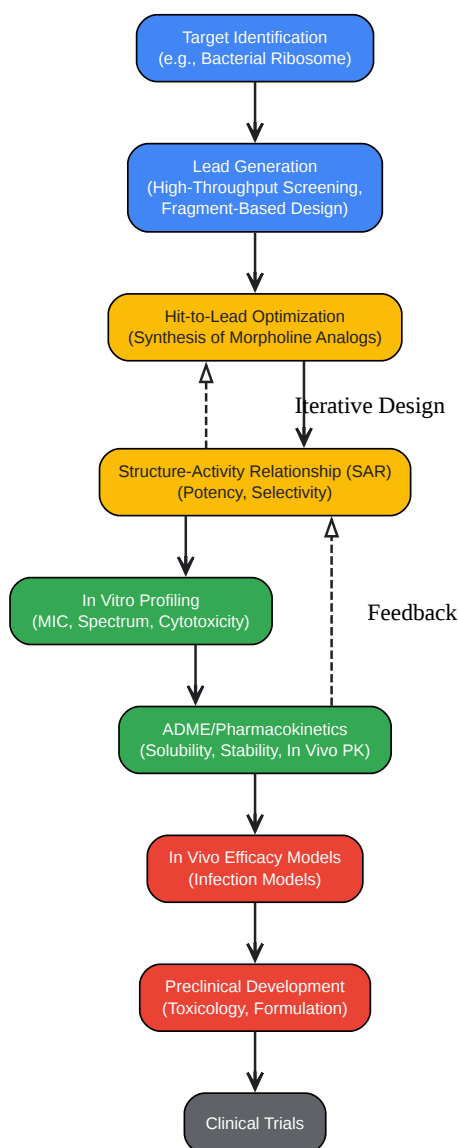 Target Identification
(e.g., Bacterial Ribosome)
Lead Generation
(High-Throughput Screening,
Fragment-Based Design)
Hit-to-Lead Optimization
(Synthesis of Morpholine Analogs)
Iterative Design
Structure-Activity Relationship (SAR)
(Potency, Selectivity)
In Vitro Profiling
(MIC, Spectrum, Cytotoxicity)
Feedback
ADME/Pharmacokinetics
(Solubility, Stability, In Vivo PK)
In Vivo Efficacy Models
(Infection Models)
Preclinical Development
(Toxicology, Formulation)
Clinical Trials